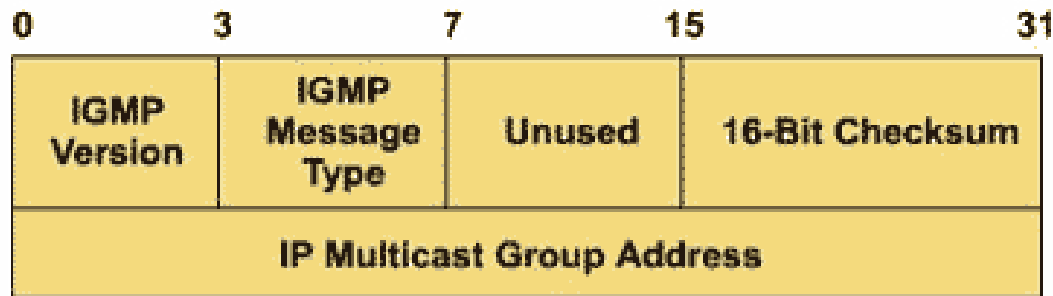 0 3 7 15 31
IGMP
Version
IGMP
Message
Type
Unused
16-Bit Checksum
IP Multicast Group Address